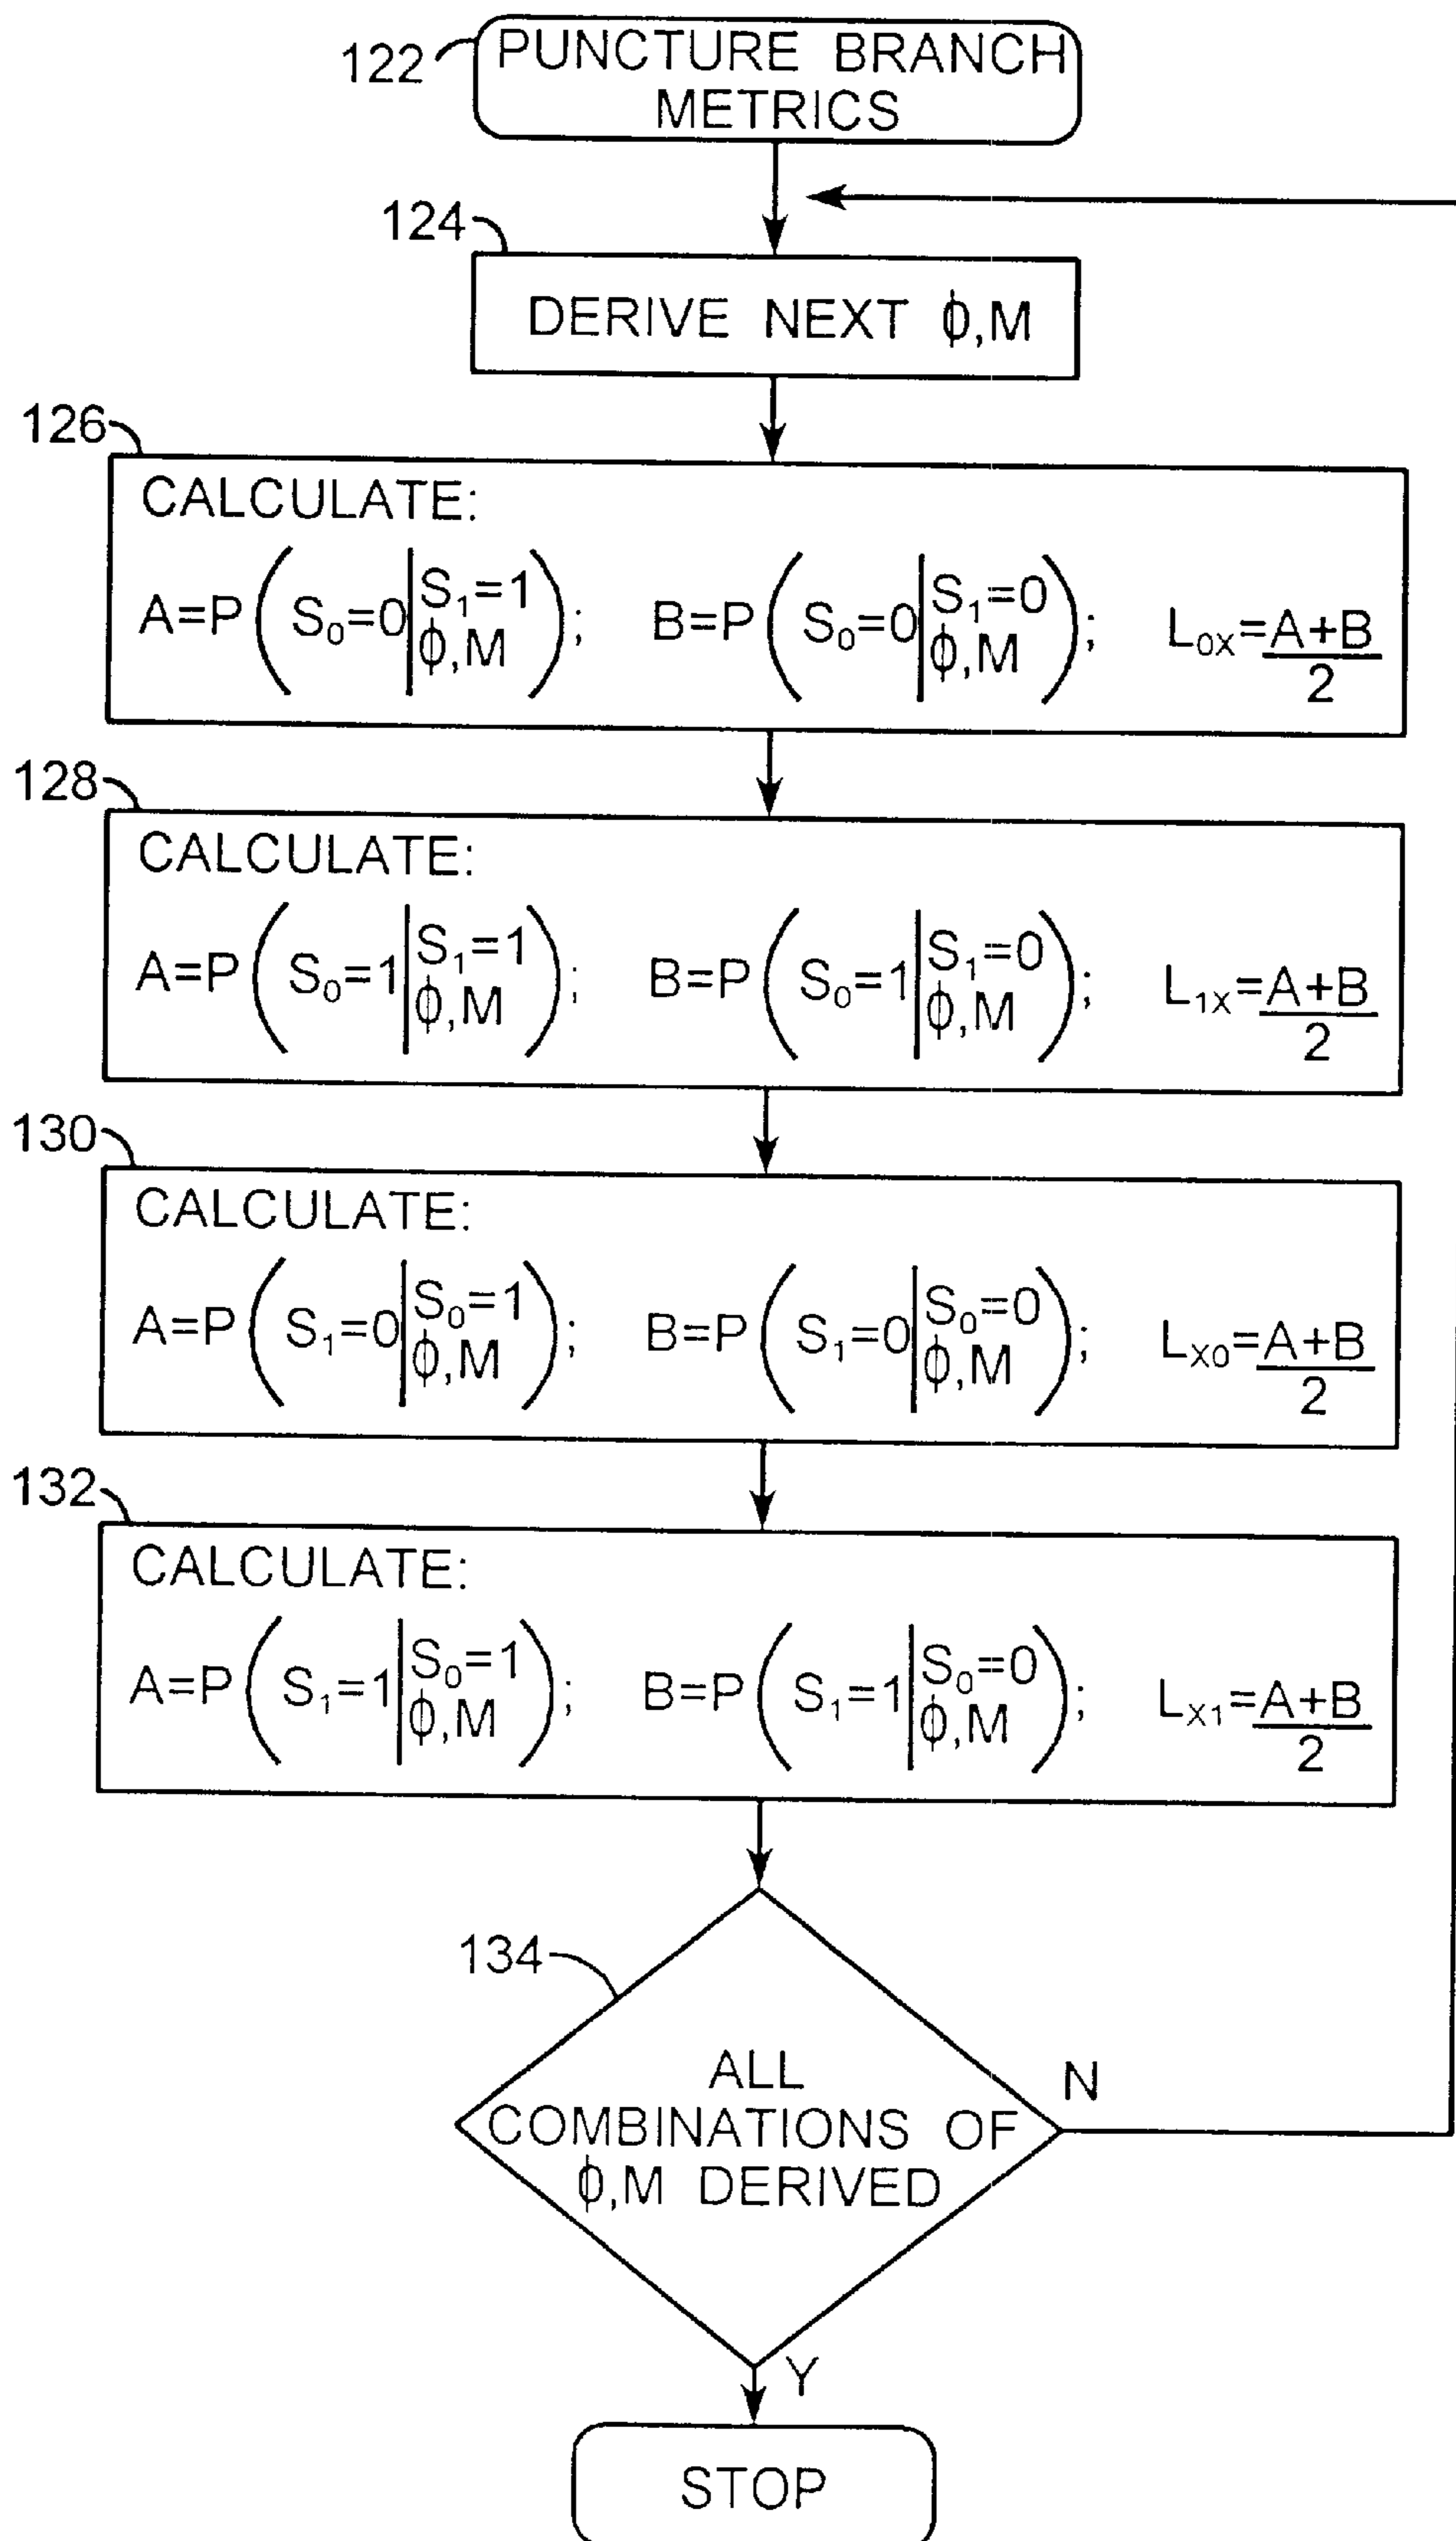 122
PUNCTURE BRANCH
METRICS
124
DERIVE NEXT ϕ,M
126
CALCULATE:
A=P(S₀=0|S₁=1 ϕ,M); B=P(S₀=0|S₁=0 ϕ,M); L₀ₓ=A+B/2
128
CALCULATE:
A=P(S₀=1|S₁=1 ϕ,M); B=P(S₀=1|S₁=0 ϕ,M); L₁ₓ=A+B/2
130
CALCULATE:
A=P(S₁=0|S₀=1 ϕ,M); B=P(S₁=0|S₀=0 ϕ,M); Lₓ₀=A+B/2
132
CALCULATE:
A=P(S₁=1|S₀=1 ϕ,M); B=P(S₁=1|S₀=0 ϕ,M); Lₓ₁=A+B/2
134
ALL
COMBINATIONS OF
ϕ,M DERIVED
N
Y
STOP